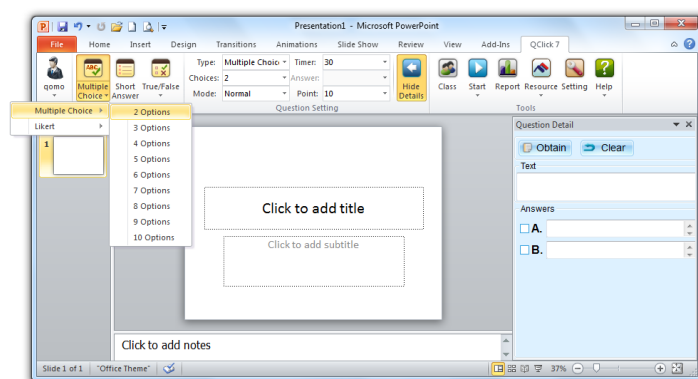 Presentation1 - Microsoft PowerPoint
File Home Insert Design Transitions Animations Slide Show Review View Add-Ins QClick 7
Type: Multiple Choic Timer: 30
Choices: 2 Answer:
Mode: Normal Point: 10
qomo Multiple Choice Short Answer True/False Hide Details Class Start Report Resource Setting Help
Question Setting Tools
Multiple Choice
Likert
2 Options
3 Options
4 Options
5 Options
6 Options
7 Options
8 Options
9 Options
10 Options
1
Click to add title
Click to add subtitle
Click to add notes
Question Detail
Obtain Clear
Text
Answers
A.
B.
Slide 1 of 1 "Office Theme" 37%